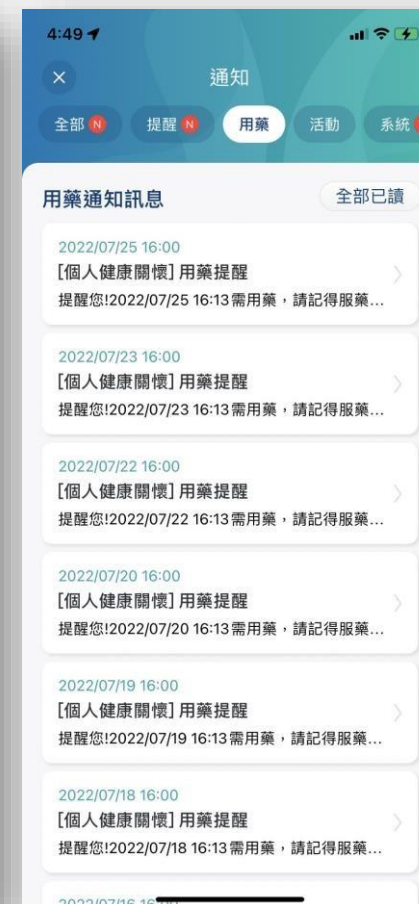 4:49
通知
全部 N 提醒 N 用藥 活動 系統
用藥通知訊息 全部已讀
2022/07/25 16:00
[個人健康關懷] 用藥提醒
提醒您!2022/07/25 16:13需用藥，請記得服藥...
2022/07/23 16:00
[個人健康關懷] 用藥提醒
提醒您!2022/07/23 16:13需用藥，請記得服藥...
2022/07/22 16:00
[個人健康關懷] 用藥提醒
提醒您!2022/07/22 16:13需用藥，請記得服藥...
2022/07/20 16:00
[個人健康關懷] 用藥提醒
提醒您!2022/07/20 16:13需用藥，請記得服藥...
2022/07/19 16:00
[個人健康關懷] 用藥提醒
提醒您!2022/07/19 16:13需用藥，請記得服藥...
2022/07/18 16:00
[個人健康關懷] 用藥提醒
提醒您!2022/07/18 16:13需用藥，請記得服藥...
2022/07/16